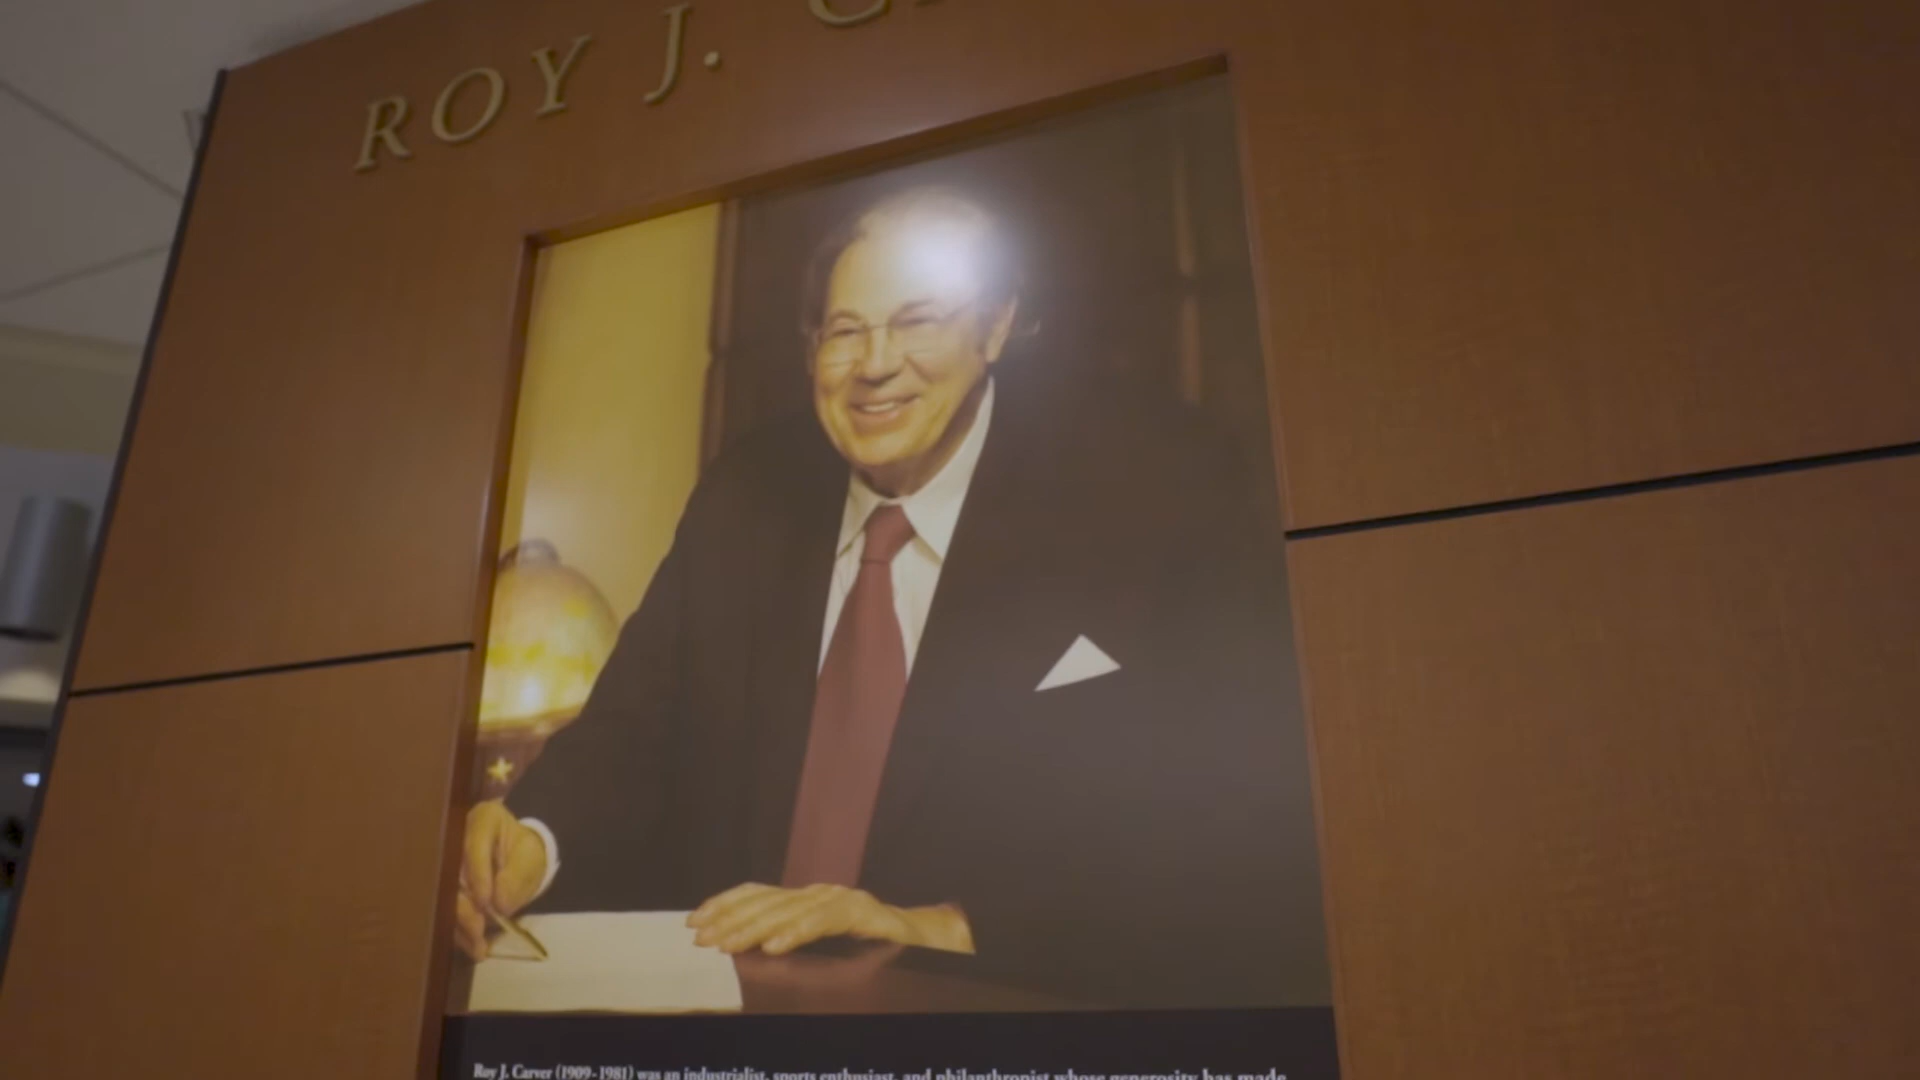 ROY J. C
Roy J. Carver (1909-1981) was an industrialist, sports enthusiast, and philanthropist whose generosity has made